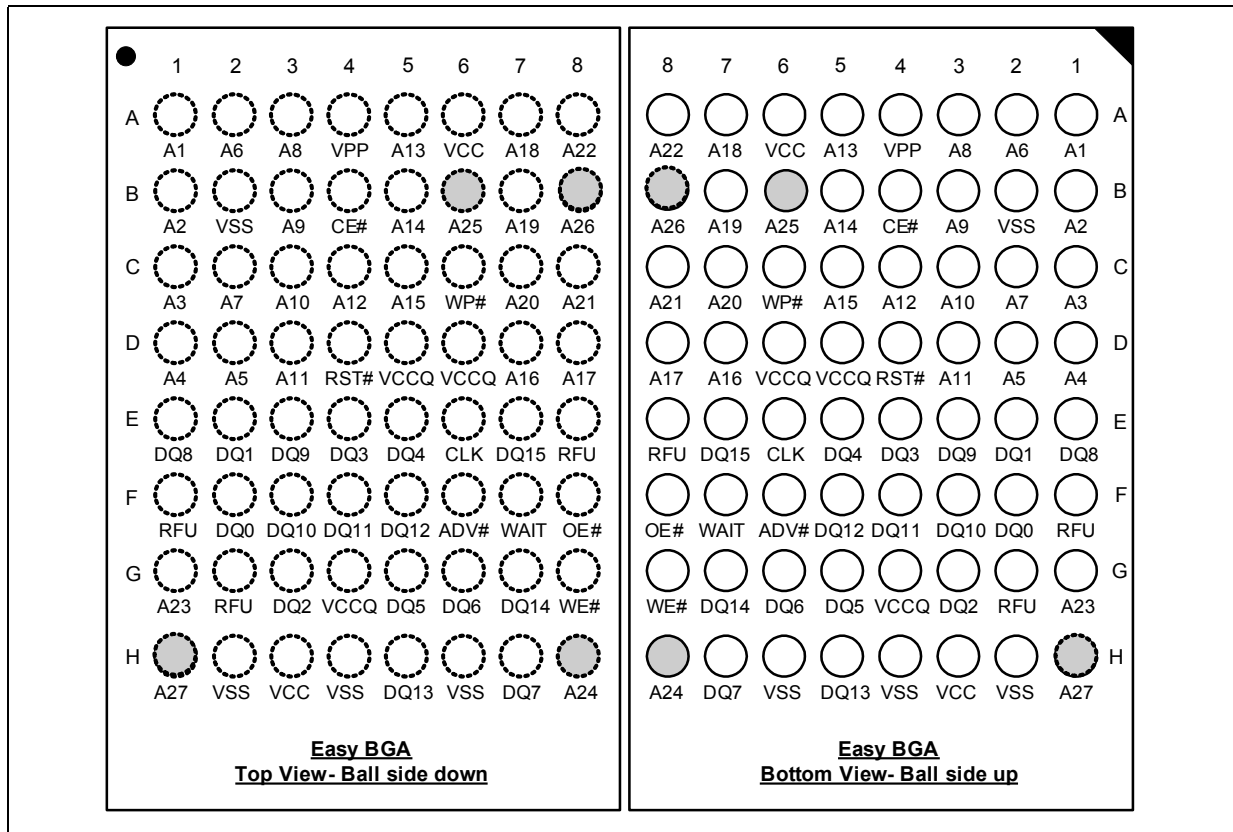 1 2 3 4 5 6 7 8
A
A1 A6 A8 VPP A13 VCC A18 A22
B
A2 VSS A9 CE# A14 A25 A19 A26
C
A3 A7 A10 A12 A15 WP# A20 A21
D
A4 A5 A11 RST# VCCQ VCCQ A16 A17
E
DQ8 DQ1 DQ9 DQ3 DQ4 CLK DQ15 RFU
F
RFU DQ0 DQ10 DQ11 DQ12 ADV# WAIT OE#
G
A23 RFU DQ2 VCCQ DQ5 DQ6 DQ14 WE#
H
A27 VSS VCC VSS DQ13 VSS DQ7 A24
Easy BGA
Top View- Ball side down
8 7 6 5 4 3 2 1
A
A22 A18 VCC A13 VPP A8 A6 A1
B
A26 A19 A25 A14 CE# A9 VSS A2
C
A21 A20 WP# A15 A12 A10 A7 A3
D
A17 A16 VCCQ VCCQ RST# A11 A5 A4
E
RFU DQ15 CLK DQ4 DQ3 DQ9 DQ1 DQ8
F
OE# WAIT ADV# DQ12 DQ11 DQ10 DQ0 RFU
G
WE# DQ14 DQ6 DQ5 VCCQ DQ2 RFU A23
H
A24 DQ7 VSS DQ13 VSS VCC VSS A27
Easy BGA
Bottom View- Ball side up